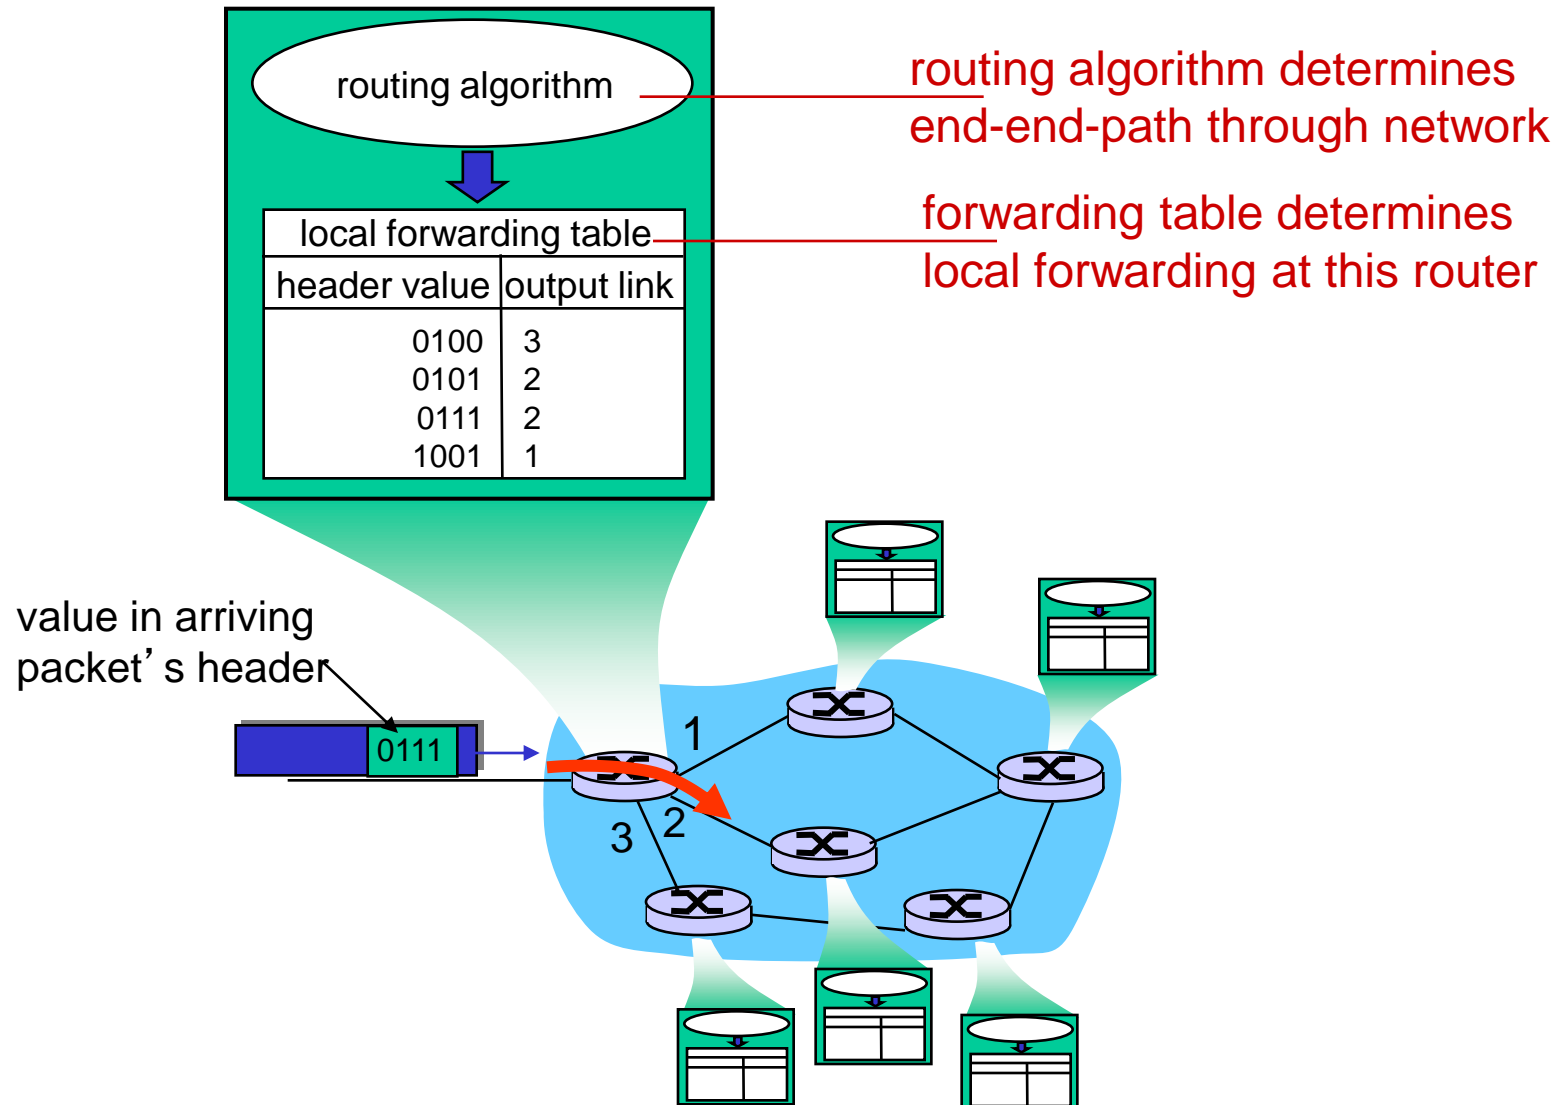 routing algorithm
routing algorithm determines
end-end-path through network
local forwarding table
forwarding table determines
local forwarding at this router
header value output link
0100 3
0101 2
0111 2
1001 1
value in arriving
packet’s header
0111
1
2
3